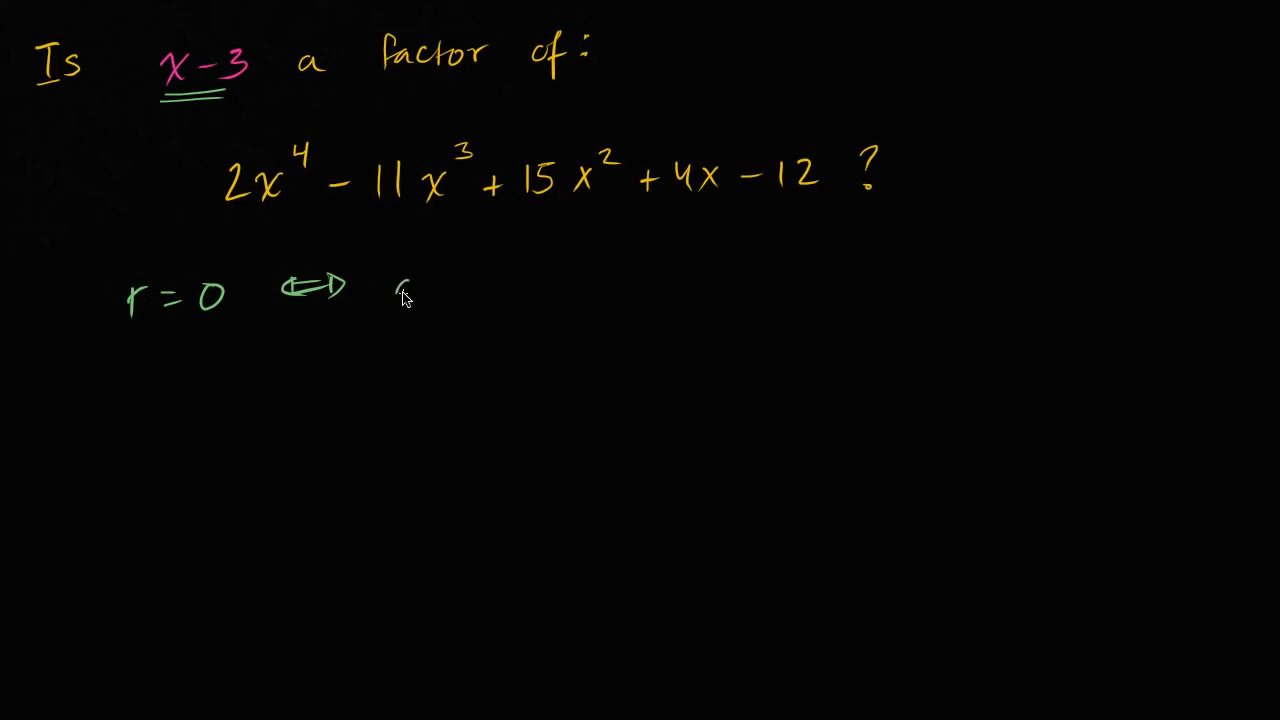 Is x-3 a factor of:
2x⁴ - 11x³ + 15x² + 4x - 12 ?
r = 0 ⟺